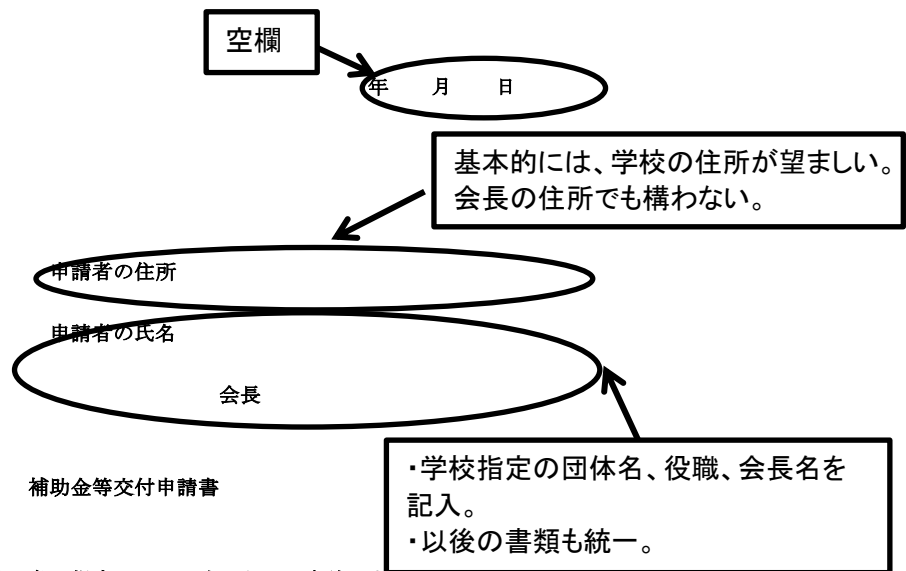 空欄
年 月 日
基本的には、学校の住所が望ましい。
会長の住所でも構わない。
申請者の住所
申請者の氏名
会長
補助金等交付申請書
・学校指定の団体名、役職、会長名を
記入。
・以後の書類も統一。